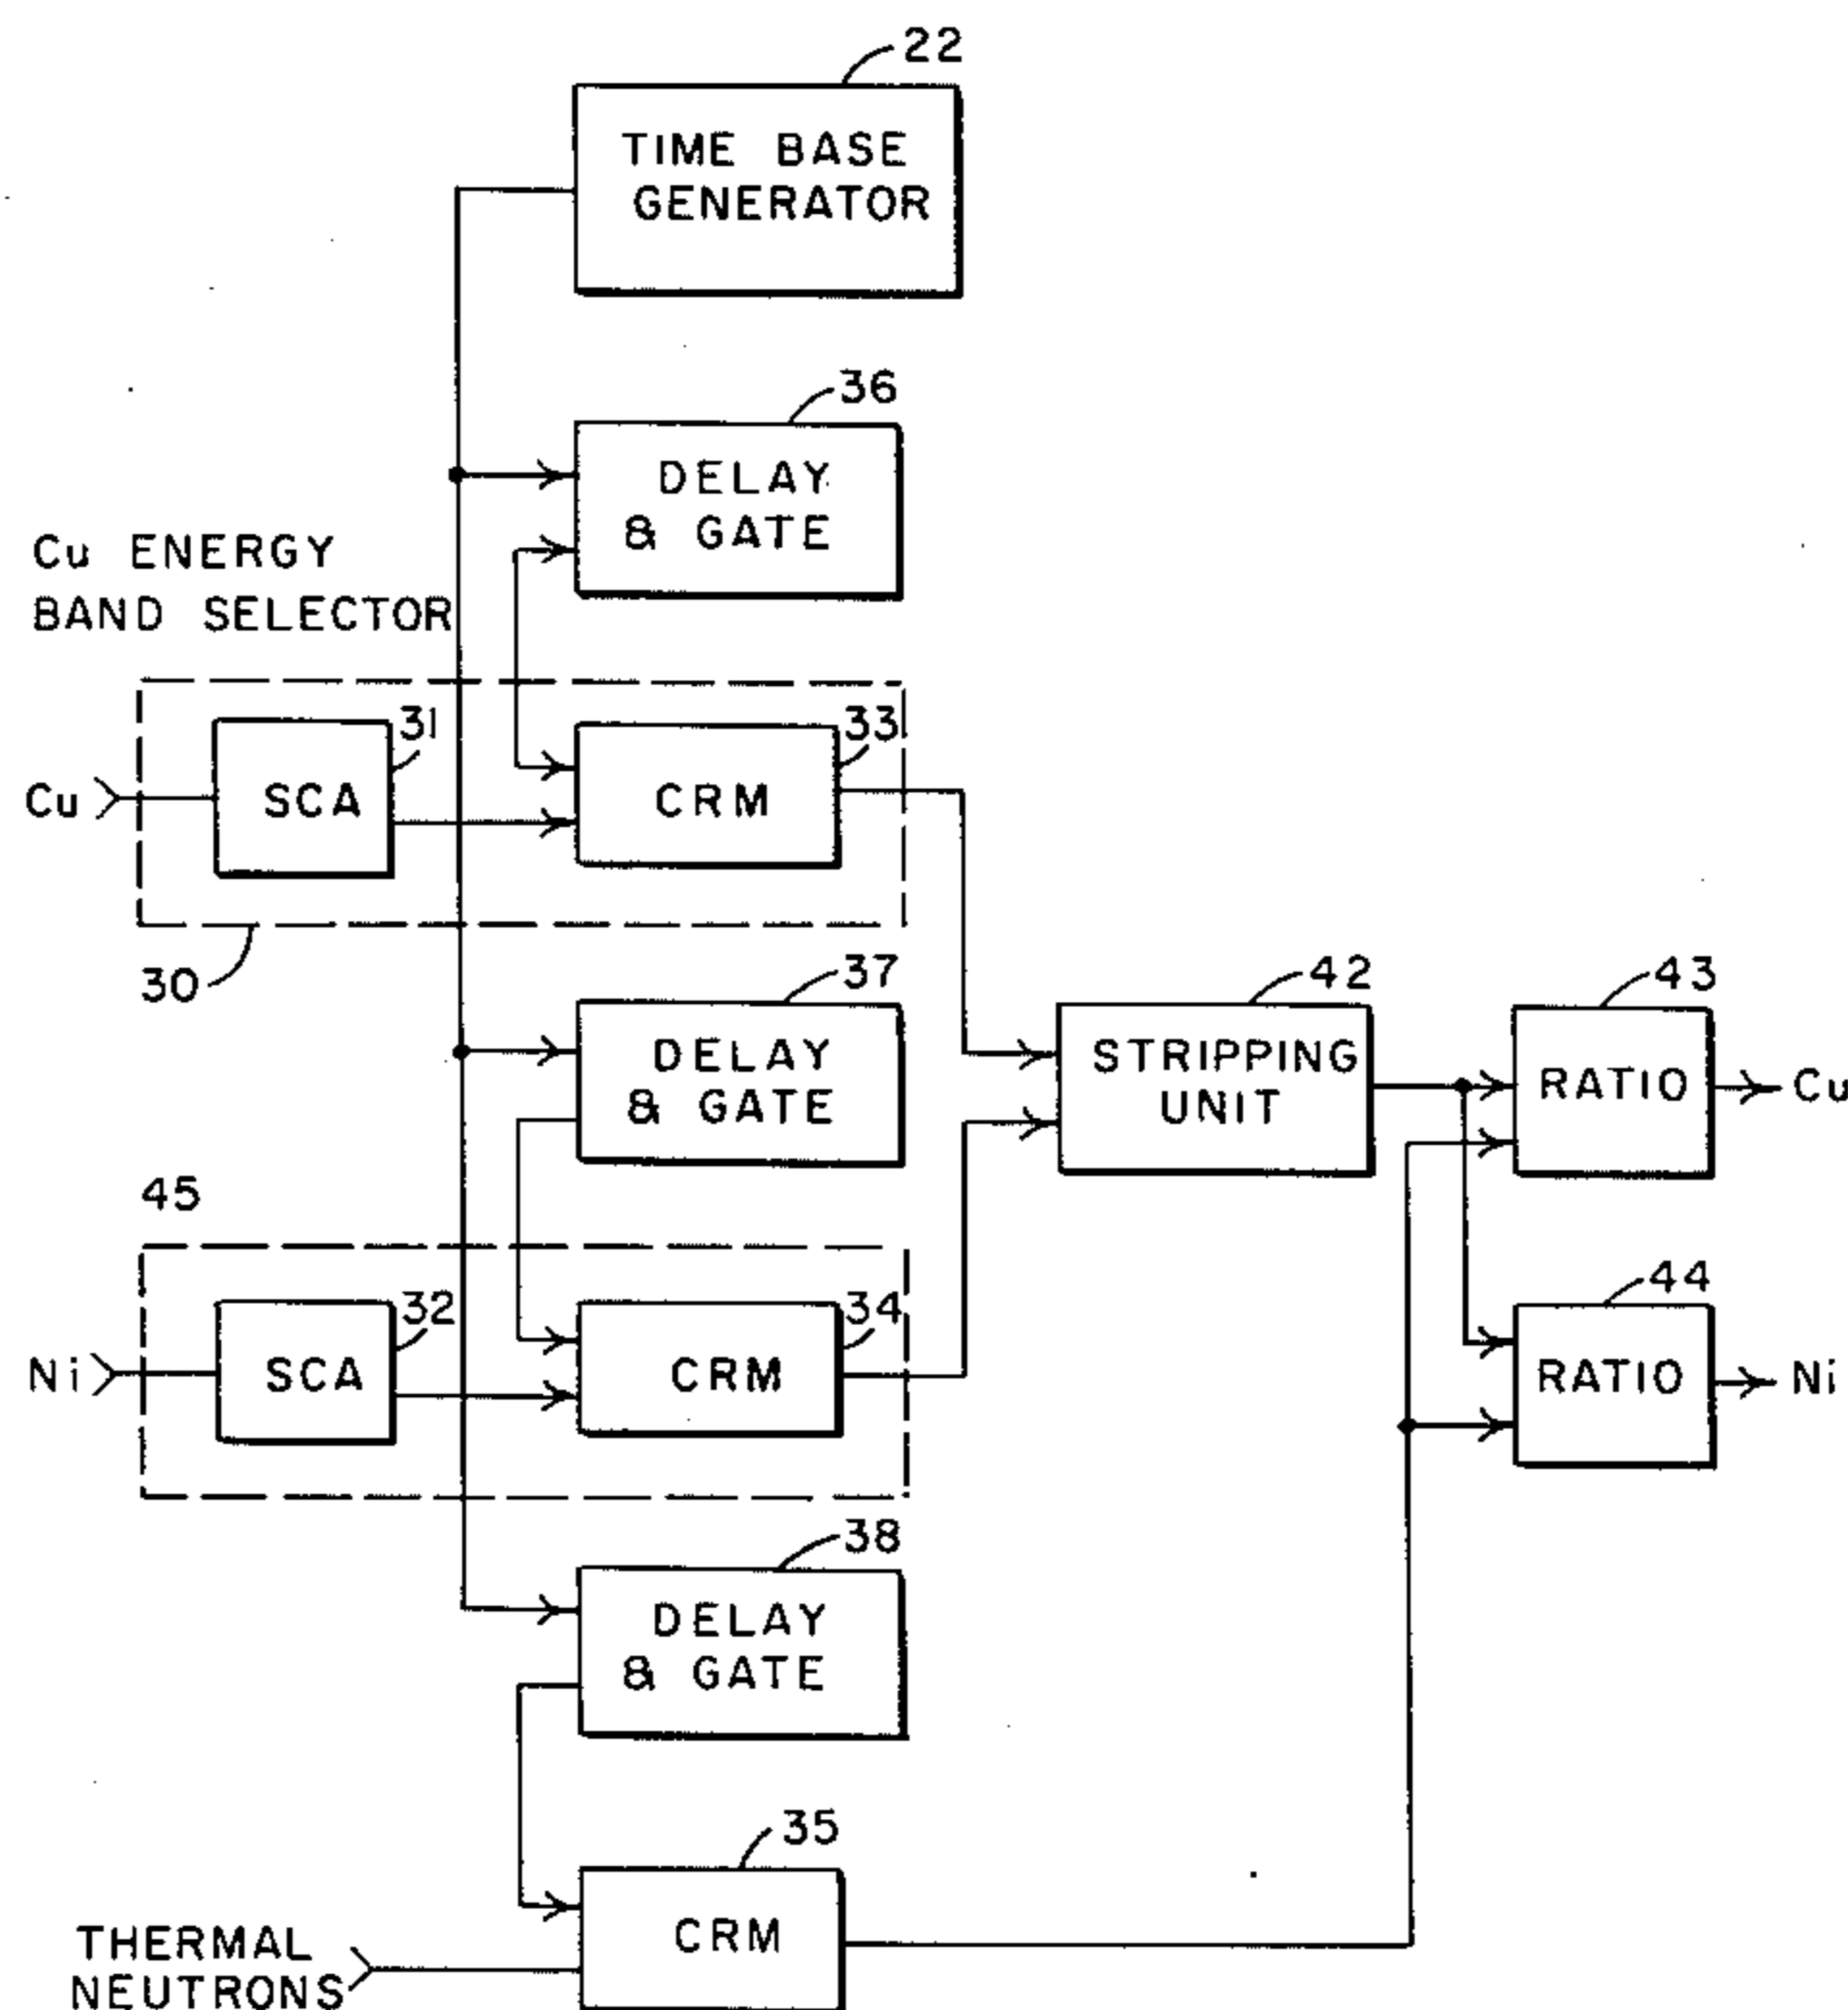 22
TIME BASE
GENERATOR
36
DELAY
& GATE
Cu ENERGY
BAND SELECTOR
31
33
Cu
SCA
CRM
30
37
42
43
DELAY
& GATE
STRIPPING
UNIT
RATIO
Cu
45
44
32
34
Ni
SCA
CRM
RATIO
Ni
38
DELAY
& GATE
35
CRM
THERMAL
NEUTRONS